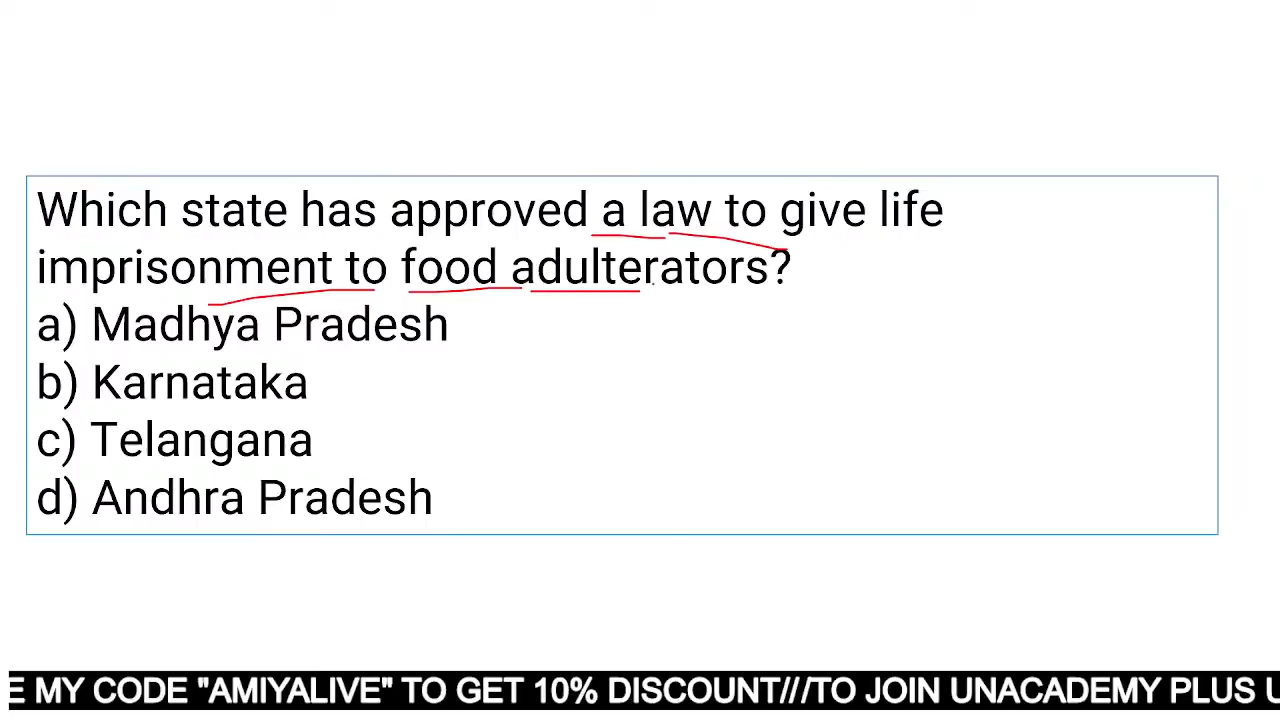 Which state has approved a law to give life
imprisonment to food adulterators?
a) Madhya Pradesh
b) Karnataka
c) Telangana
d) Andhra Pradesh
MY CODE "AMIYALIVE" TO GET 10% DISCOUNT///TO JOIN UNACADEMY PLUS